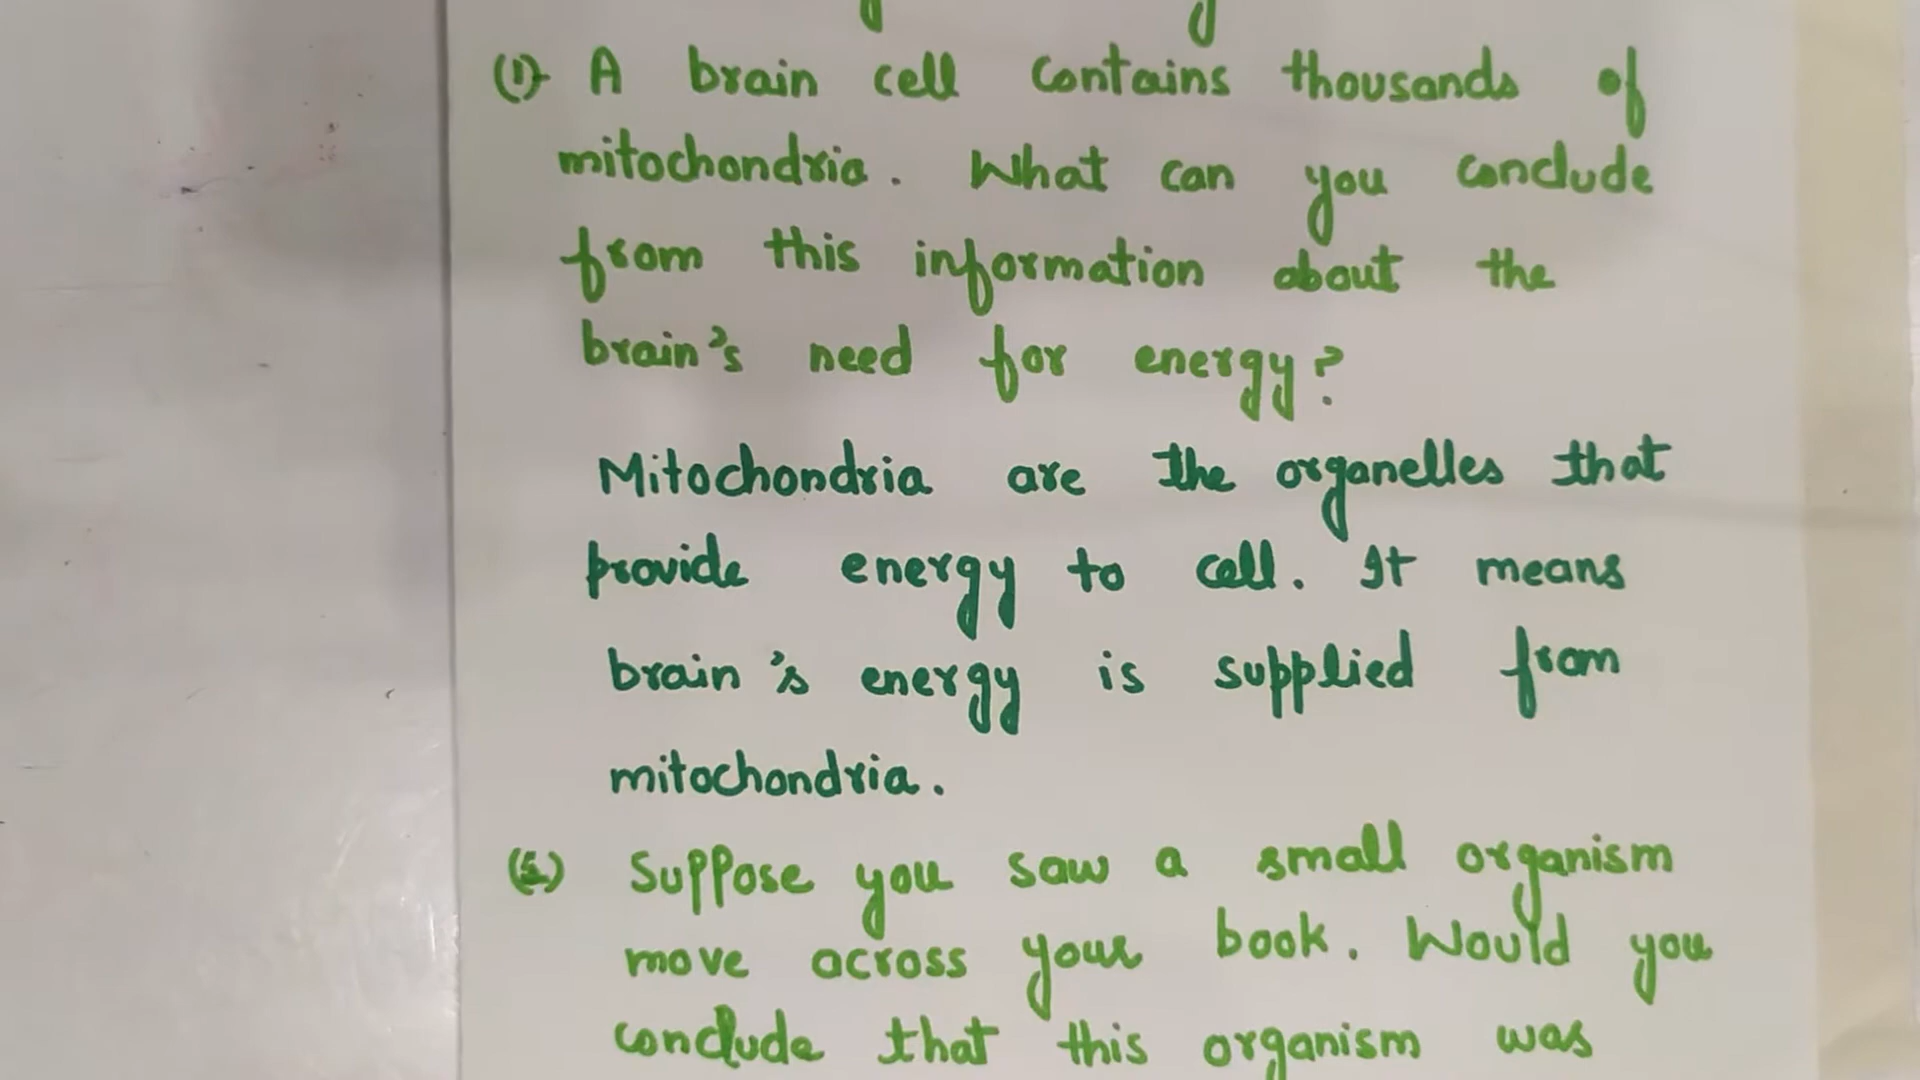 (1) A brain cell contains thousands of
mitochondria. What can you conclude
from this information about the
brain's need for energy?
Mitochondria are the organelles that
provide energy to cell. It means
brain's energy is supplied from
mitochondria.
Suppose you saw a small organism
move across your book. Would you
conclude that this organism was